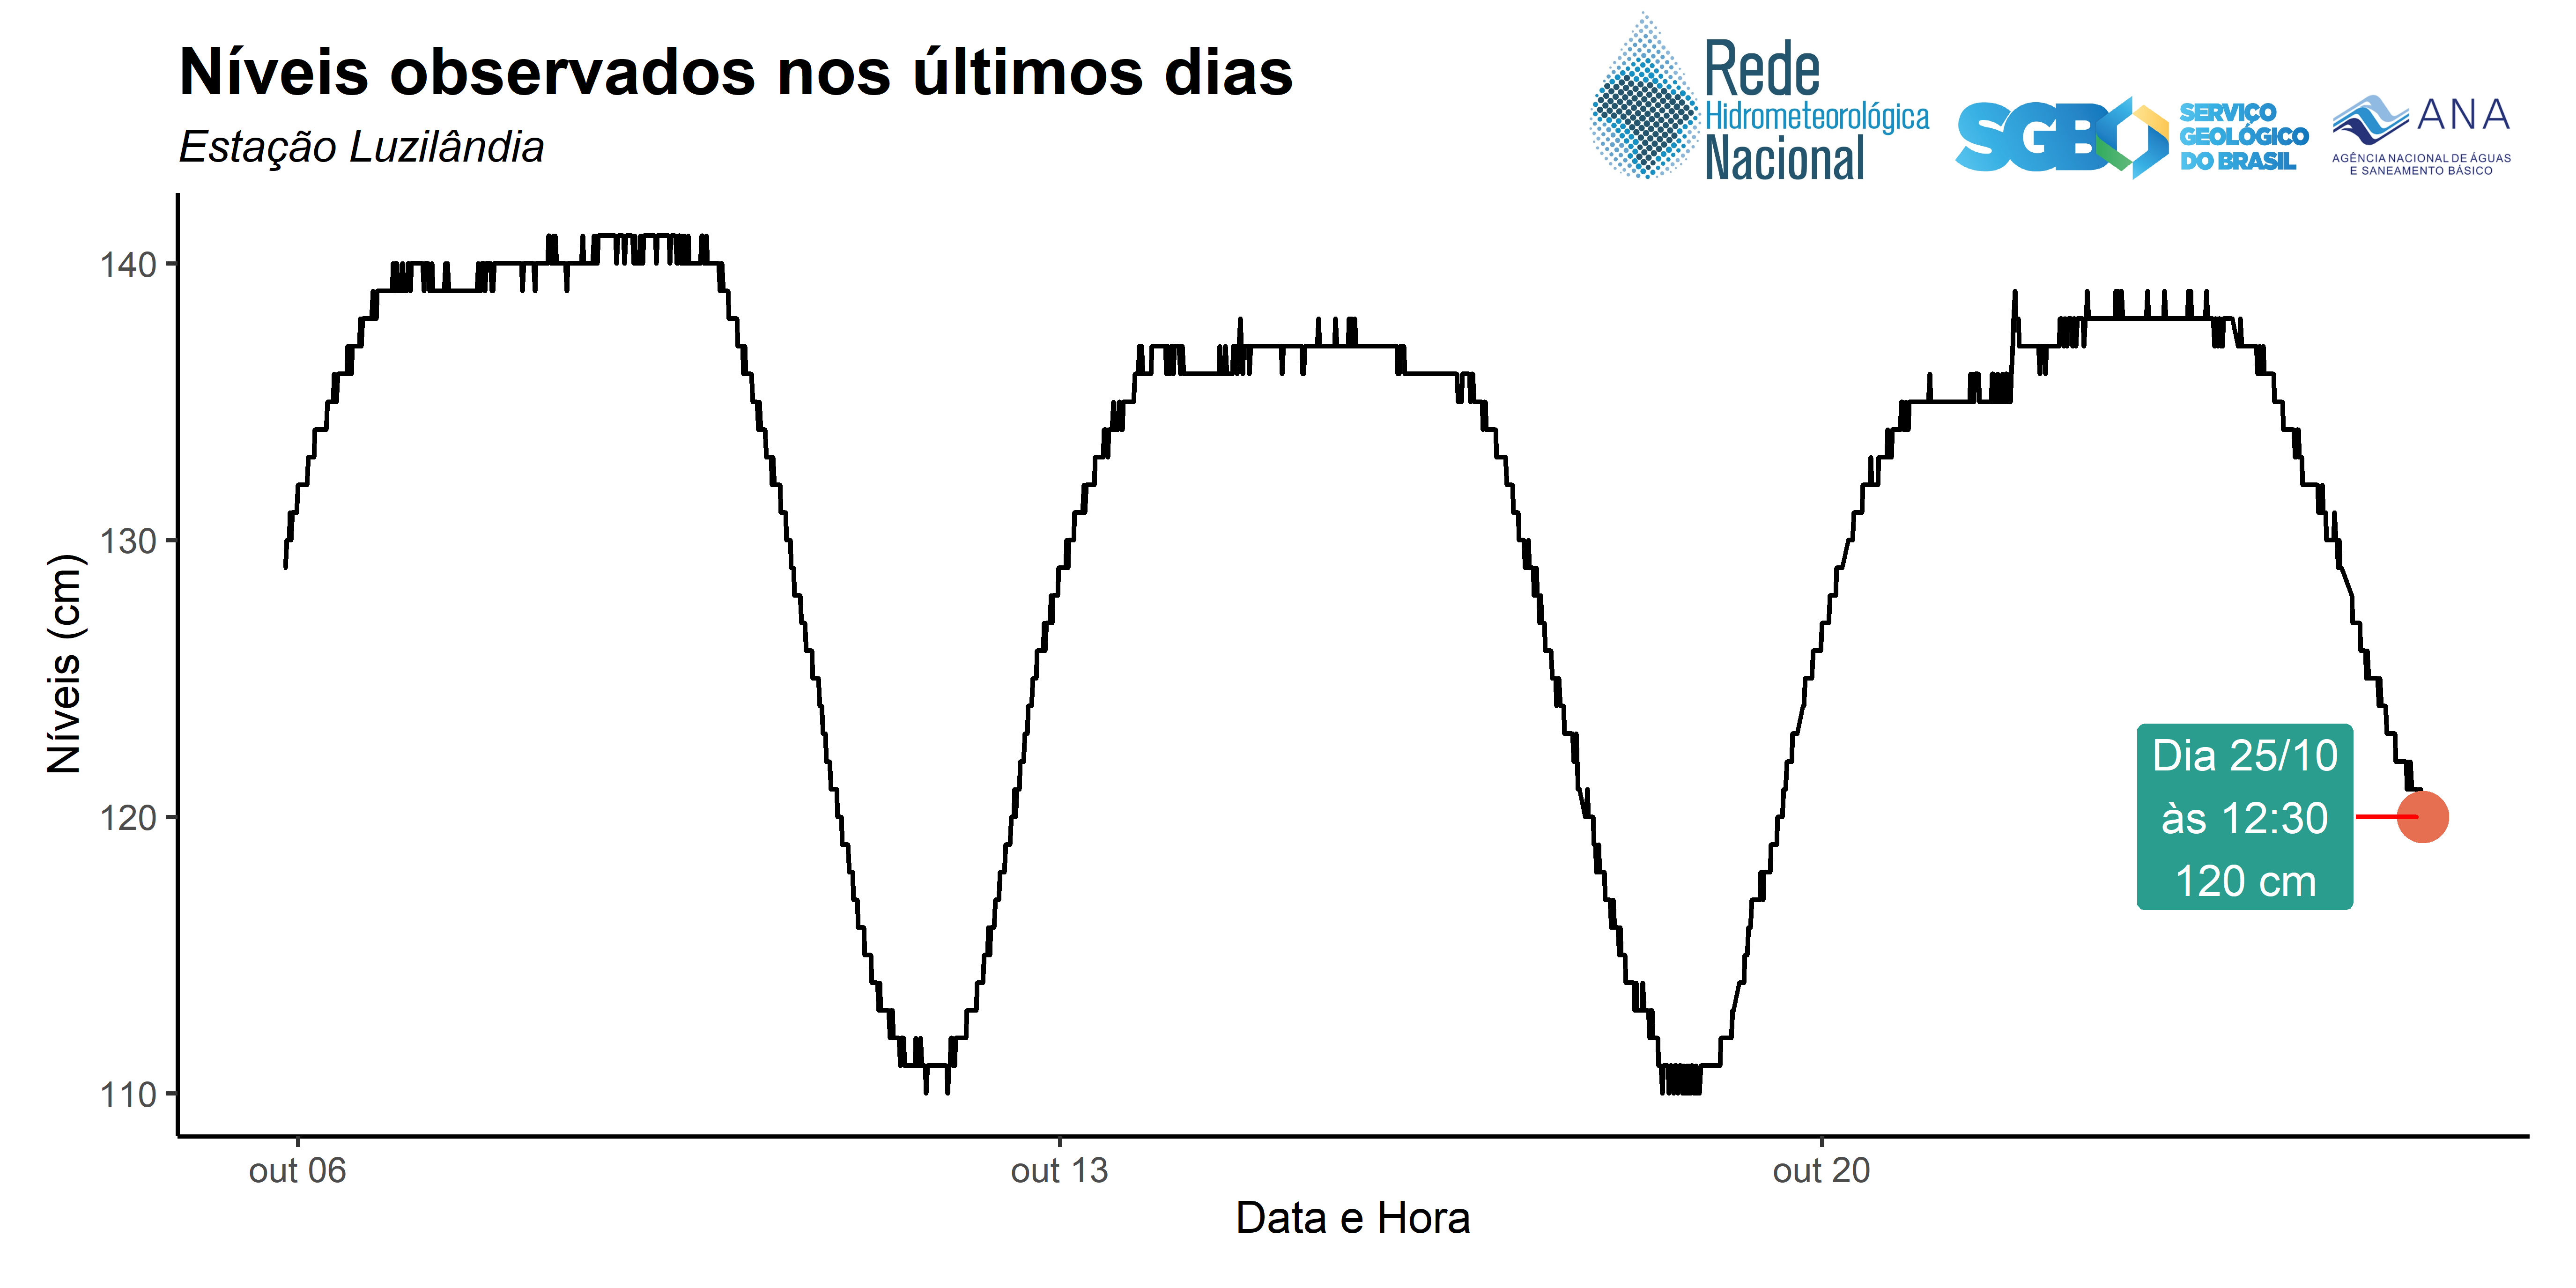 Níveis observados nos últimos dias
Estação Luzilândia
Rede
Hidrometeorológica
Nacional
SGB
SERVIÇO
GEOLÓGICO
DO BRASIL
ANA
AGÊNCIA NACIONAL DE ÁGUAS
E SANEAMENTO BÁSICO
Níveis (cm)
140
130
120
110
Dia 25/10
às 12:30
120 cm
out 06
out 13
out 20
Data e Hora